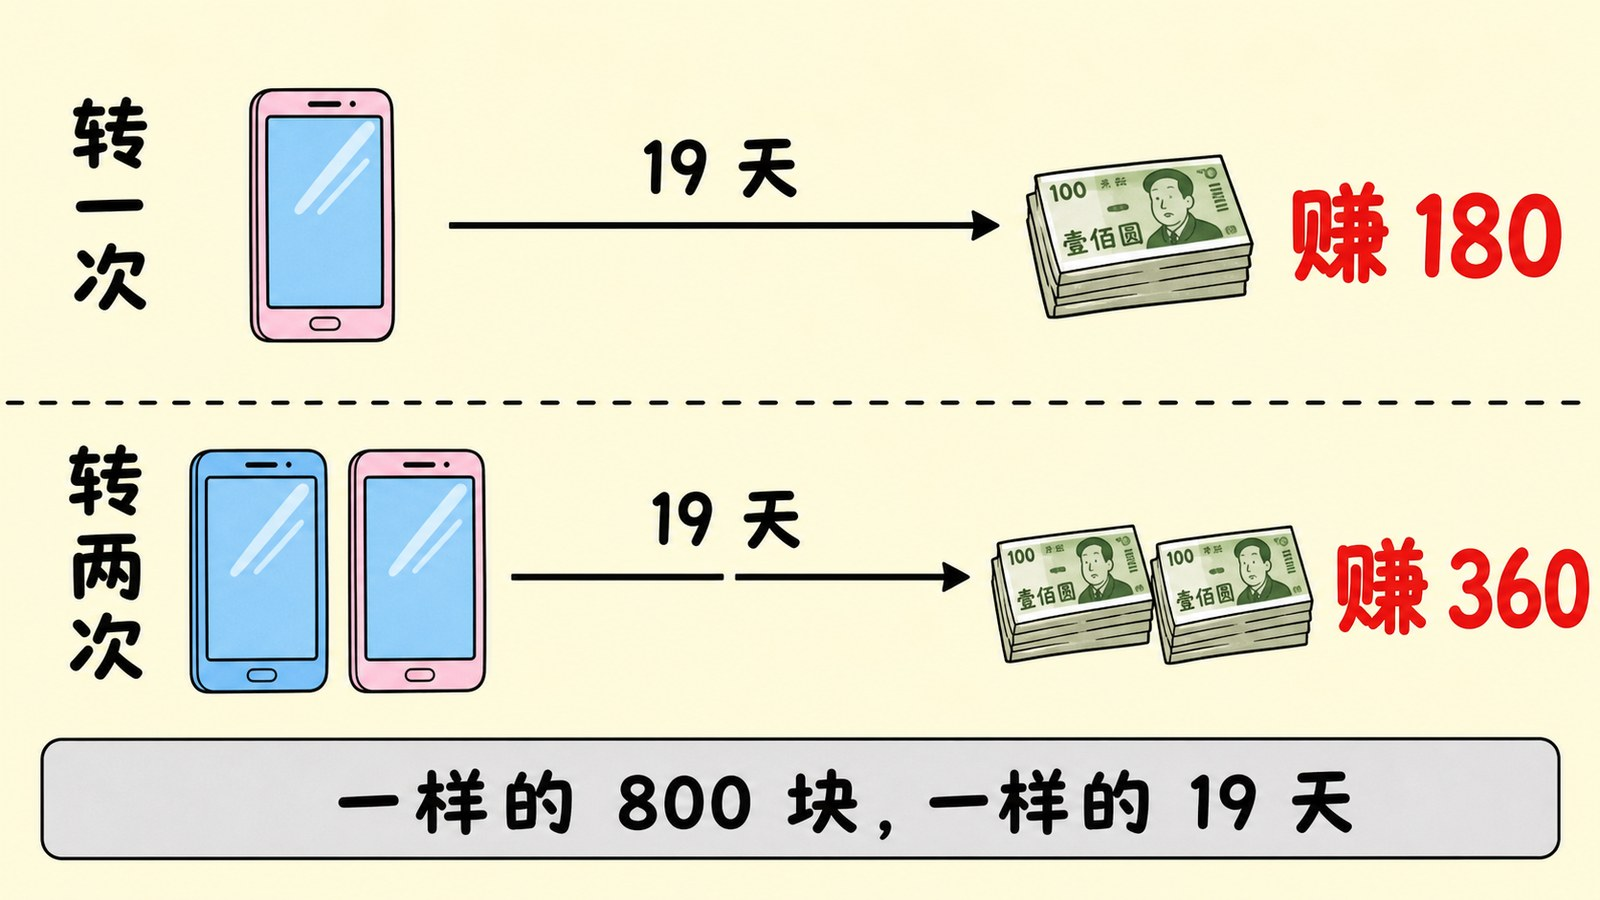 转一次
19 天
100
壹佰圆
赚 180
转两次
19 天
100
壹佰圆
100
壹佰圆
赚 360
一样的 800 块，一样的 19 天